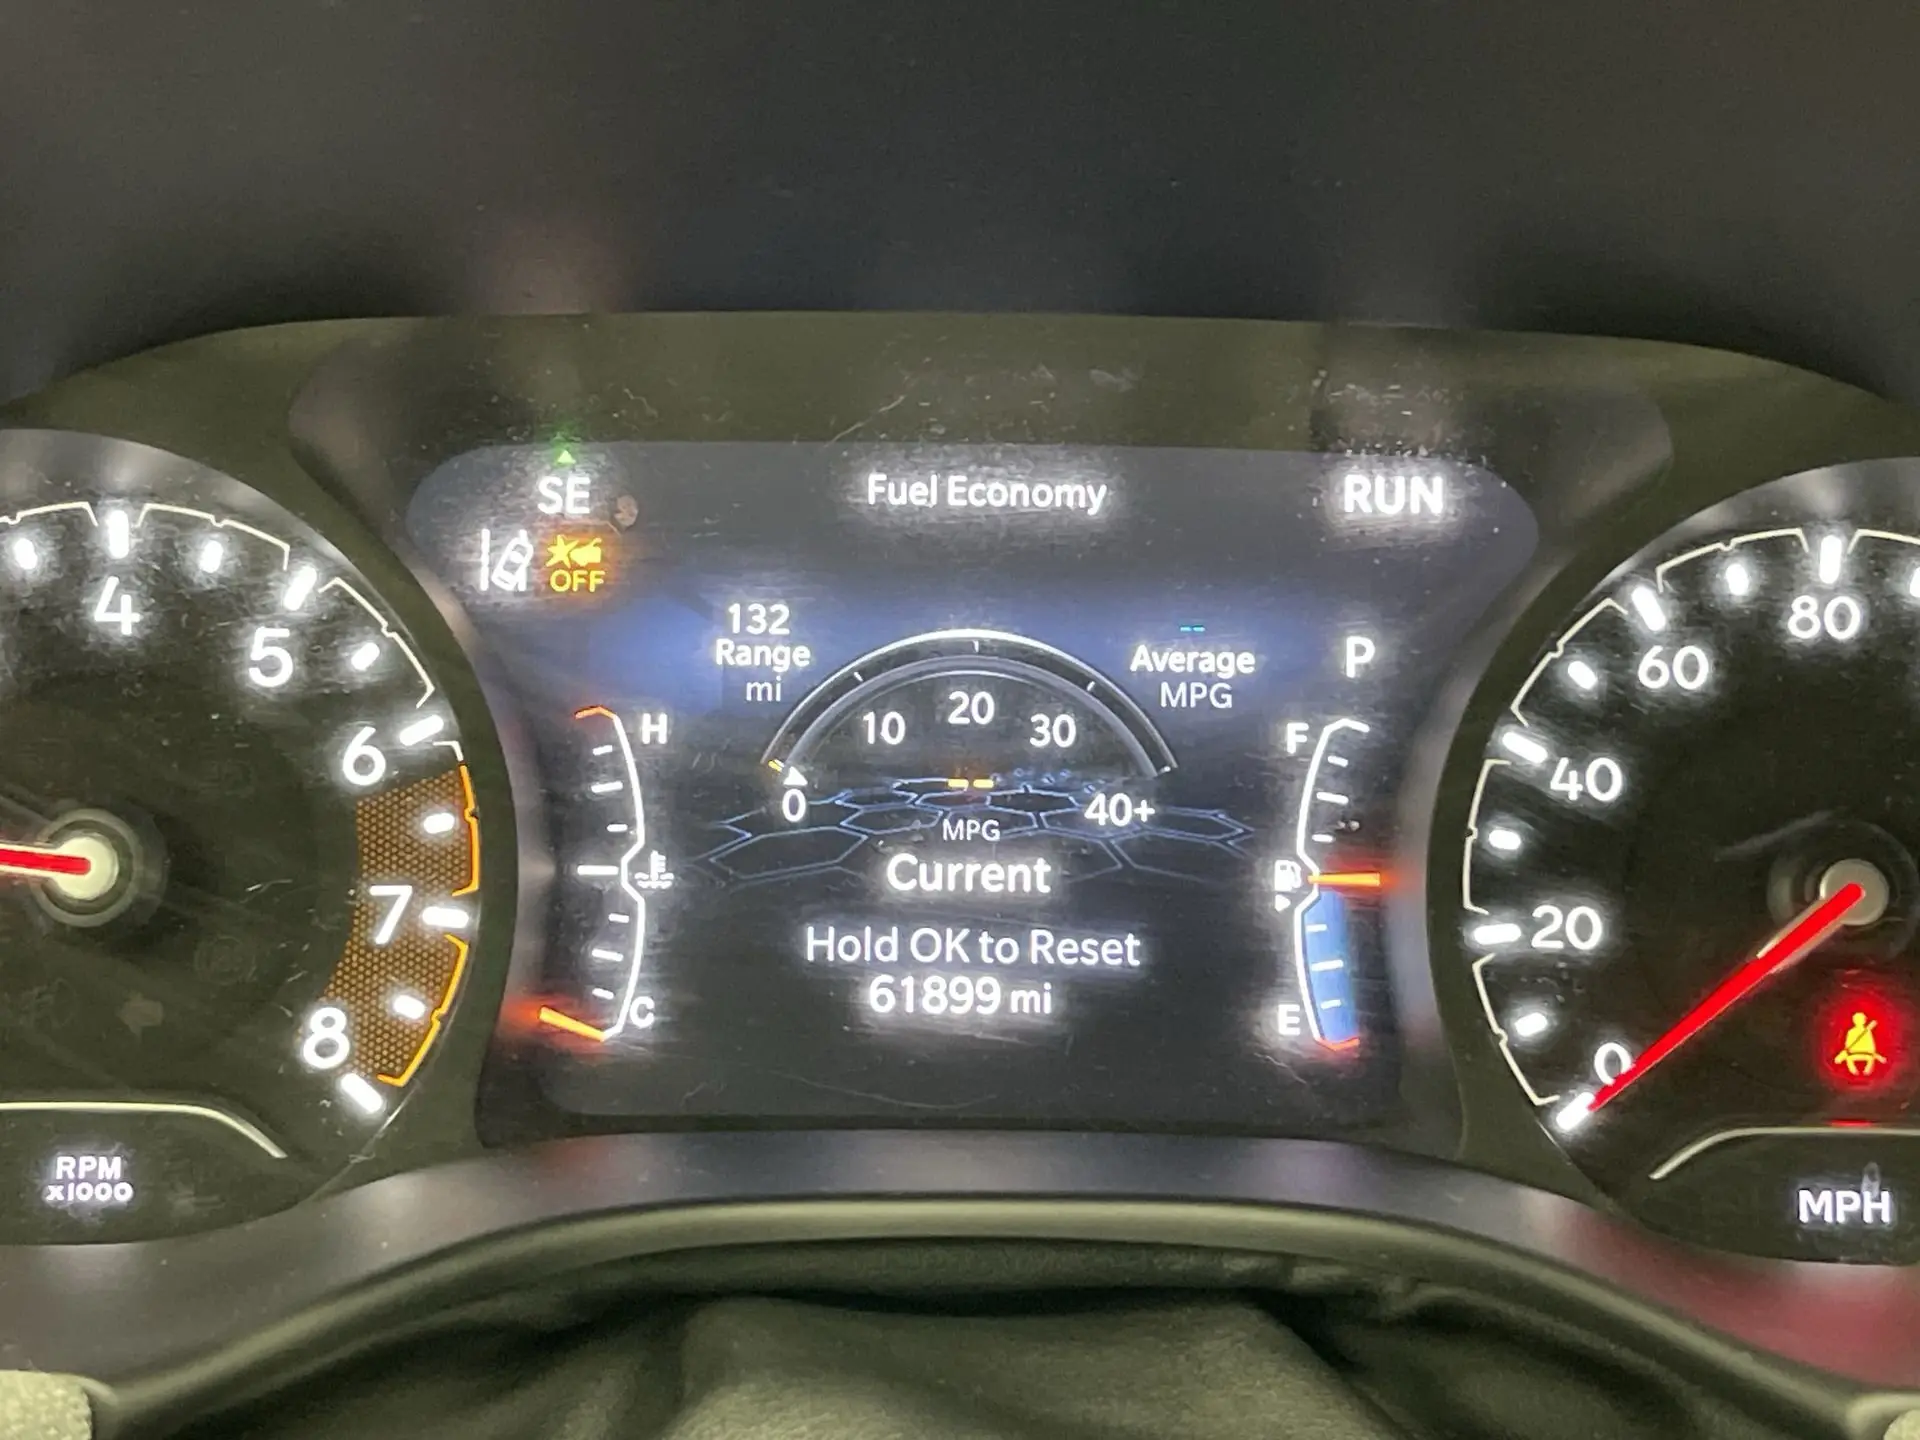 SE
Fuel Economy
RUN
OFF
132
Range
mi
--
Average
MPG
P
4
5
6
7
8
RPM
x1000
H
C
10
20
30
0
40+
--
MPG
Current
Hold OK to Reset
61899 mi
F
E
80
60
40
20
0
MPH